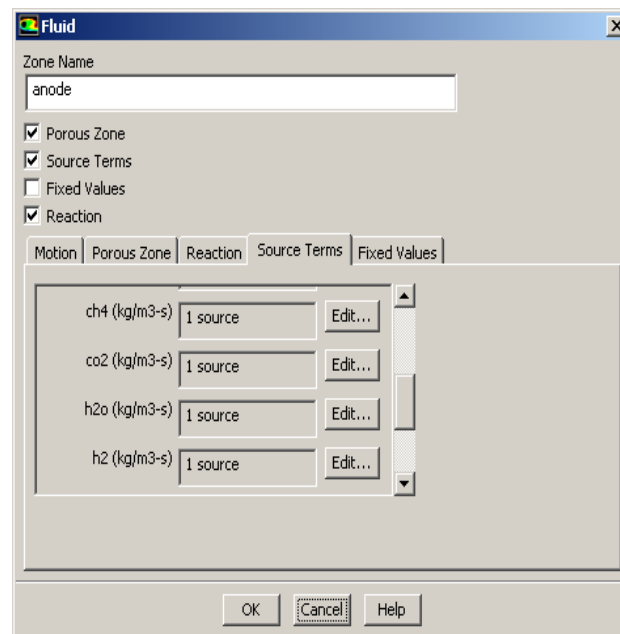 Fluid
Zone Name
anode
Porous Zone
Source Terms
Fixed Values
Reaction
Motion Porous Zone Reaction Source Terms Fixed Values
ch4 (kg/m3-s) 1 source Edit...
co2 (kg/m3-s) 1 source Edit...
h2o (kg/m3-s) 1 source Edit...
h2 (kg/m3-s) 1 source Edit...
OK Cancel Help